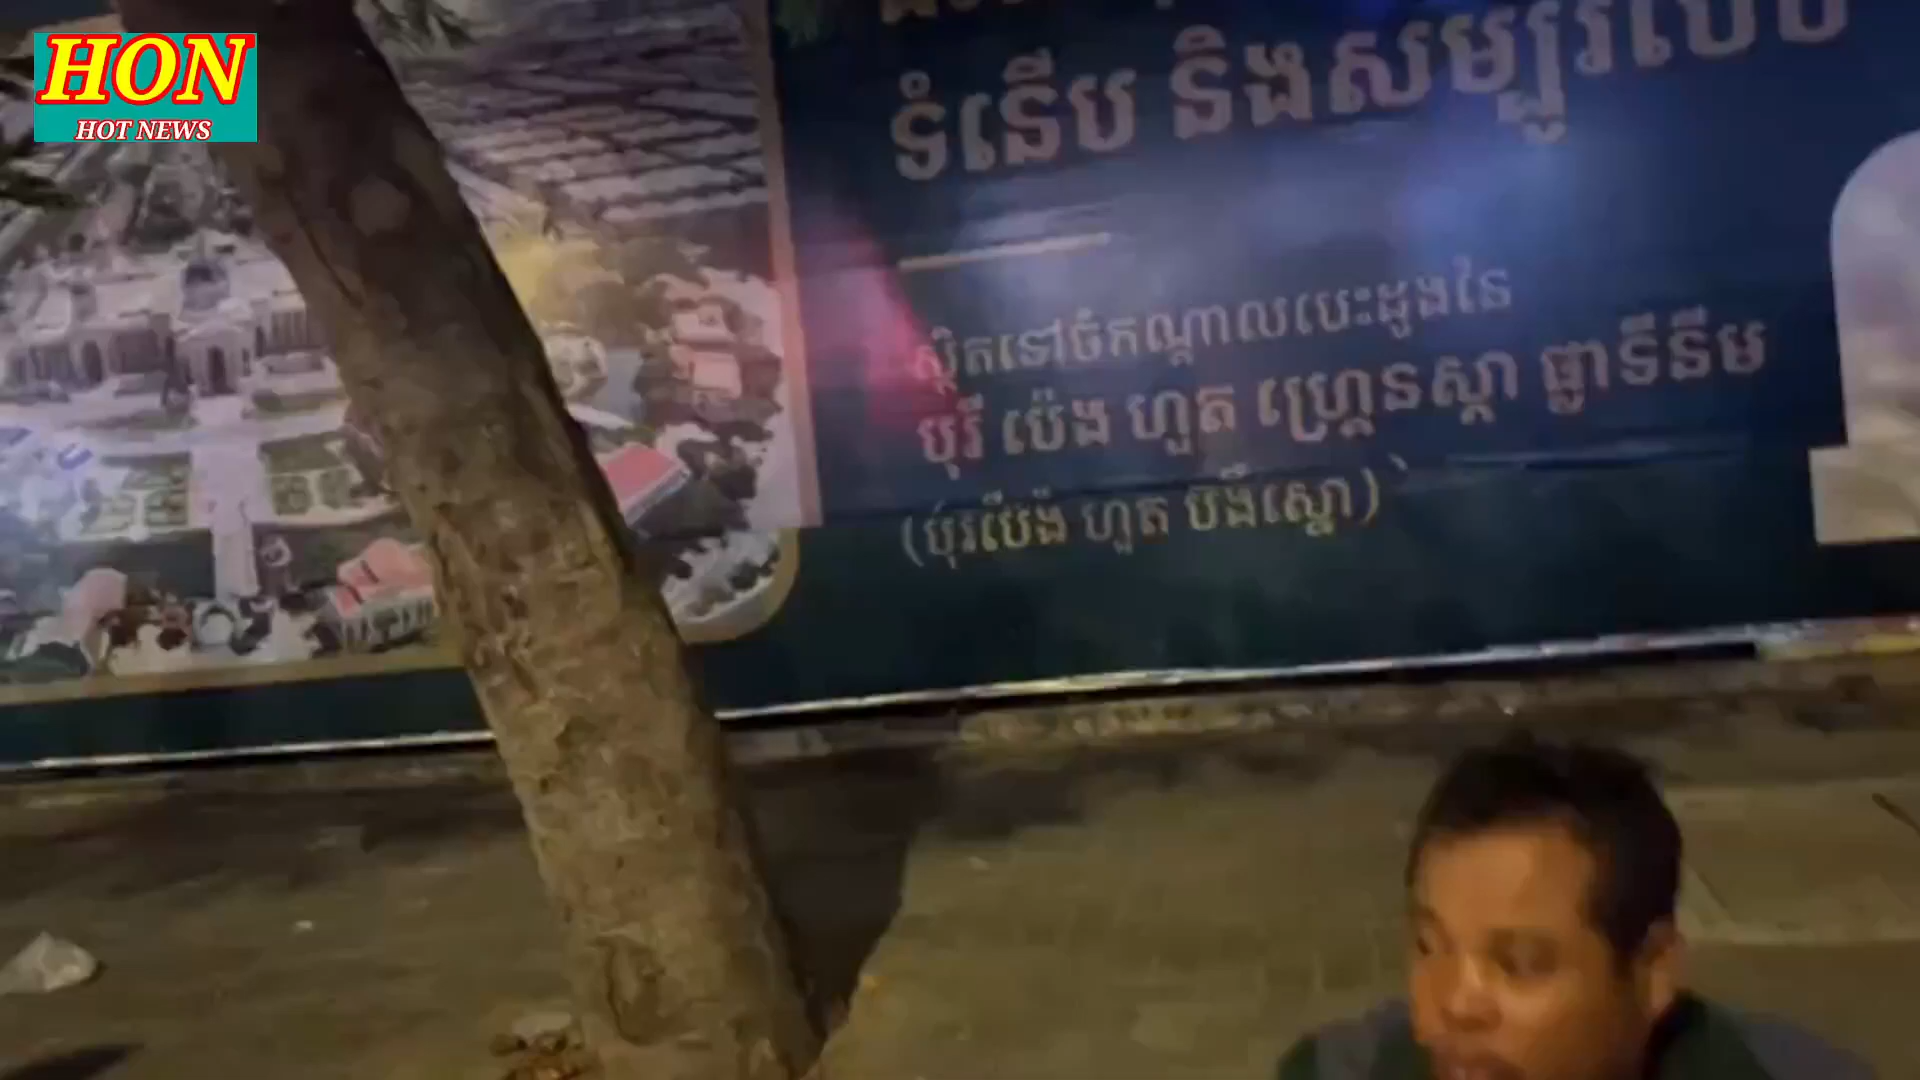 HON
HOT NEWS
ទំនើប និងសម្បូរបែប
ស្ថិតនៅចំកណ្ដាលបេះដូងនៃ
បុរី ប៉េង ហួត ហ្គ្រេនស្តា ផ្លាទីនីម
(បុរីប៉េង ហួត បឹងស្នោ)